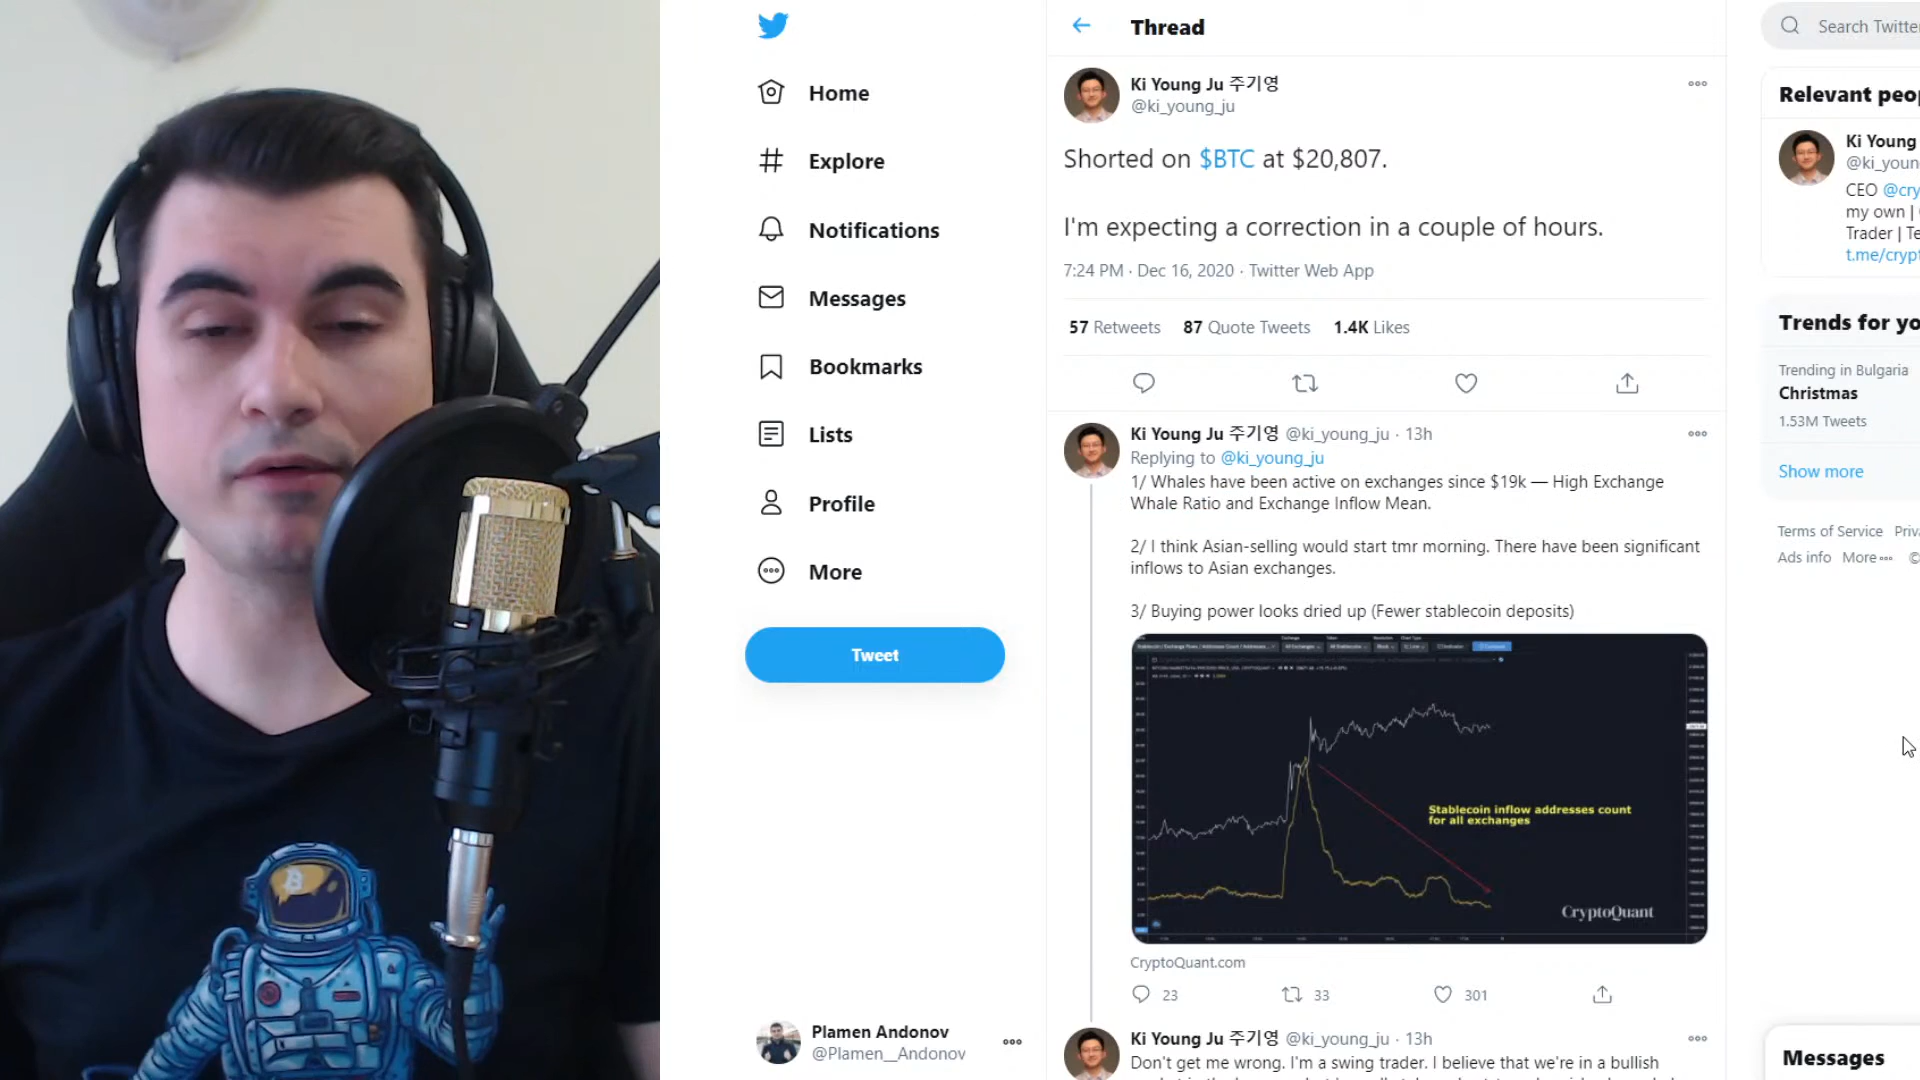 Home
Explore
Notifications
Messages
Bookmarks
Lists
Profile
More
Tweet
Plamen Andonov
@Plamen__Andonov
Thread
Ki Young Ju 주기영
@ki_young_ju
Shorted on $BTC at $20,807.
I'm expecting a correction in a couple of hours.
7:24 PM · Dec 16, 2020 · Twitter Web App
57 Retweets 87 Quote Tweets 1.4K Likes
Ki Young Ju 주기영 @ki_young_ju · 13h
Replying to @ki_young_ju
1/ Whales have been active on exchanges since $19k — High Exchange
Whale Ratio and Exchange Inflow Mean.
2/ I think Asian-selling would start tmr morning. There have been significant
inflows to Asian exchanges.
3/ Buying power looks dried up (Fewer stablecoin deposits)
Stablecoin inflow addresses count
for all exchanges
CryptoQuant
CryptoQuant.com
23 33 301
Ki Young Ju 주기영 @ki_young_ju · 13h
Don't get me wrong. I'm a swing trader. I believe that we're in a bullish
Search Twitter
Relevant peop
Ki Young
@ki_youn
CEO @cry
my own |
Trader | Te
t.me/crypt
Trends for yo
Trending in Bulgaria
Christmas
1.53M Tweets
Show more
Terms of Service Priva
Ads info More ©
Messages